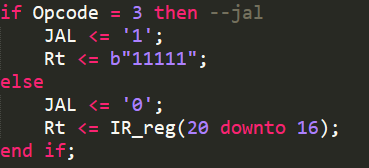 if Opcode = 3 then --jal
    JAL <= '1';
    Rt <= b"11111";
else
    JAL <= '0';
    Rt <= IR_reg(20 downto 16);
end if;